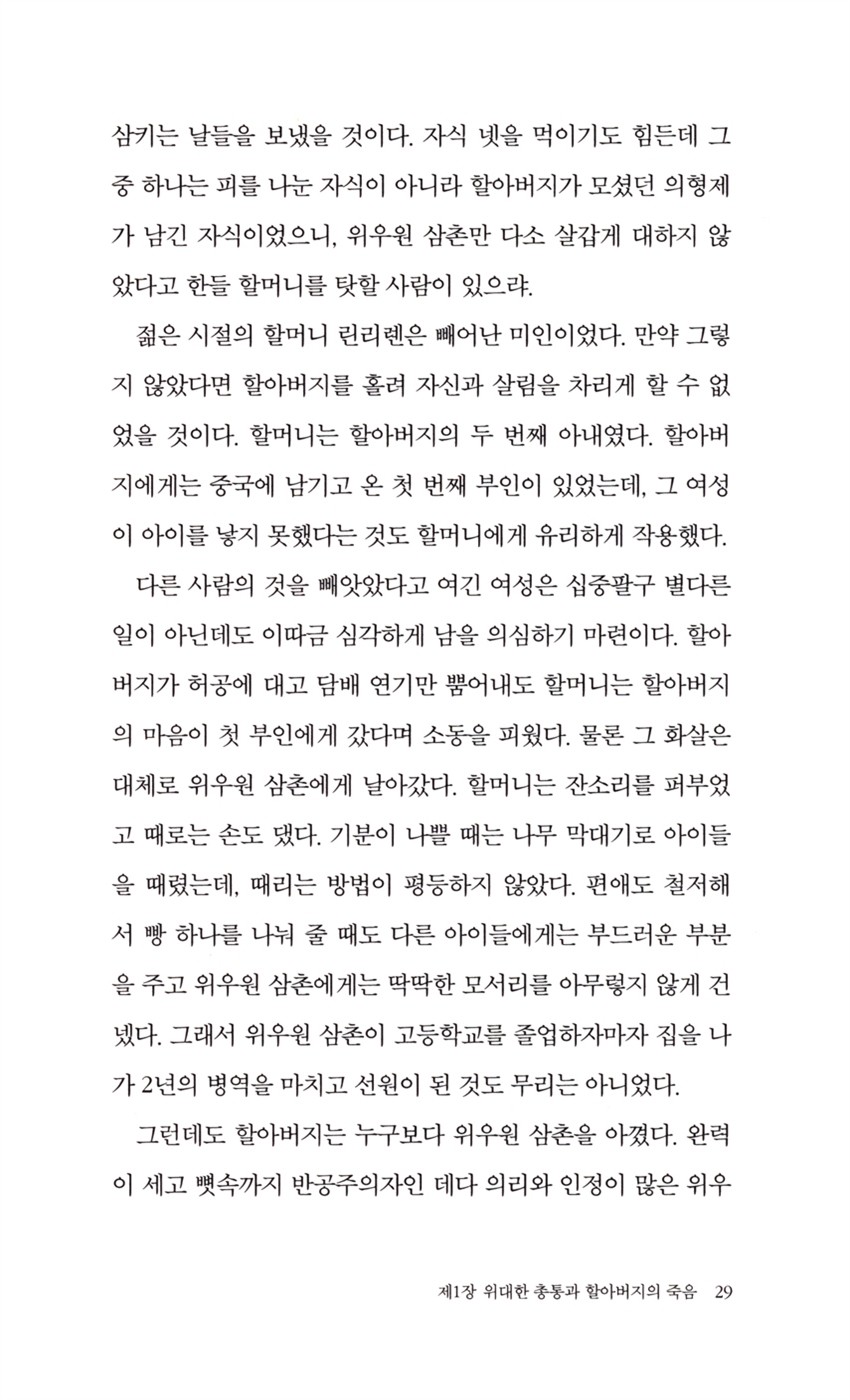 삼키는 날들을 보냈을 것이다. 자식 넷을 먹이기도 힘든데 그
중 하나는 피를 나눈 자식이 아니라 할아버지가 모셨던 의형제
가 남긴 자식이었으니, 위우원 삼촌만 다소 살갑게 대하지 않
았다고 한들 할머니를 탓할 사람이 있으랴.
젊은 시절의 할머니 린리롄은 빼어난 미인이었다. 만약 그렇
지 않았다면 할아버지를 홀려 자신과 살림을 차리게 할 수 없
었을 것이다. 할머니는 할아버지의 두 번째 아내였다. 할아버
지에게는 중국에 남기고 온 첫 번째 부인이 있었는데, 그 여성
이 아이를 낳지 못했다는 것도 할머니에게 유리하게 작용했다.
다른 사람의 것을 빼앗았다고 여긴 여성은 십중팔구 별다른
일이 아닌데도 이따금 심각하게 남을 의심하기 마련이다. 할아
버지가 허공에 대고 담배 연기만 뿜어내도 할머니는 할아버지
의 마음이 첫 부인에게 갔다며 소동을 피웠다. 물론 그 화살은
대체로 위우원 삼촌에게 날아갔다. 할머니는 잔소리를 퍼부었
고 때로는 손도 댔다. 기분이 나쁠 때는 나무 막대기로 아이들
을 때렸는데, 때리는 방법이 평등하지 않았다. 편애도 철저해
서 빵 하나를 나눠 줄 때도 다른 아이들에게는 부드러운 부분
을 주고 위우원 삼촌에게는 딱딱한 모서리를 아무렇지 않게 건
넸다. 그래서 위우원 삼촌이 고등학교를 졸업하자마자 집을 나
가 2년의 병역을 마치고 선원이 된 것도 무리는 아니었다.
그런데도 할아버지는 누구보다 위우원 삼촌을 아꼈다. 완력
이 세고 뼛속까지 반공주의자인 데다 의리와 인정이 많은 위우
제1장 위대한 총통과 할아버지의 죽음 29